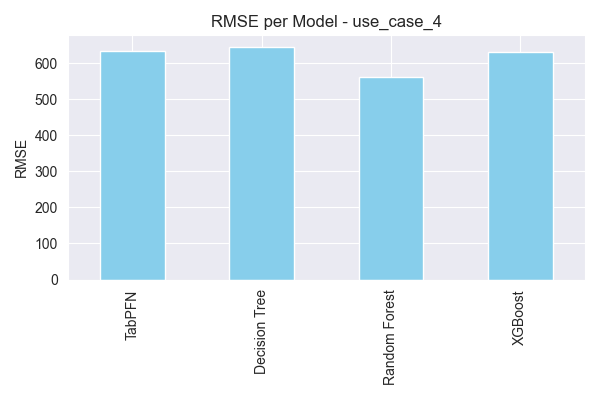 RMSE per Model - use_case_4
RMSE
600
500
400
300
200
100
0
TabPFN
Decision Tree
Random Forest
XGBoost